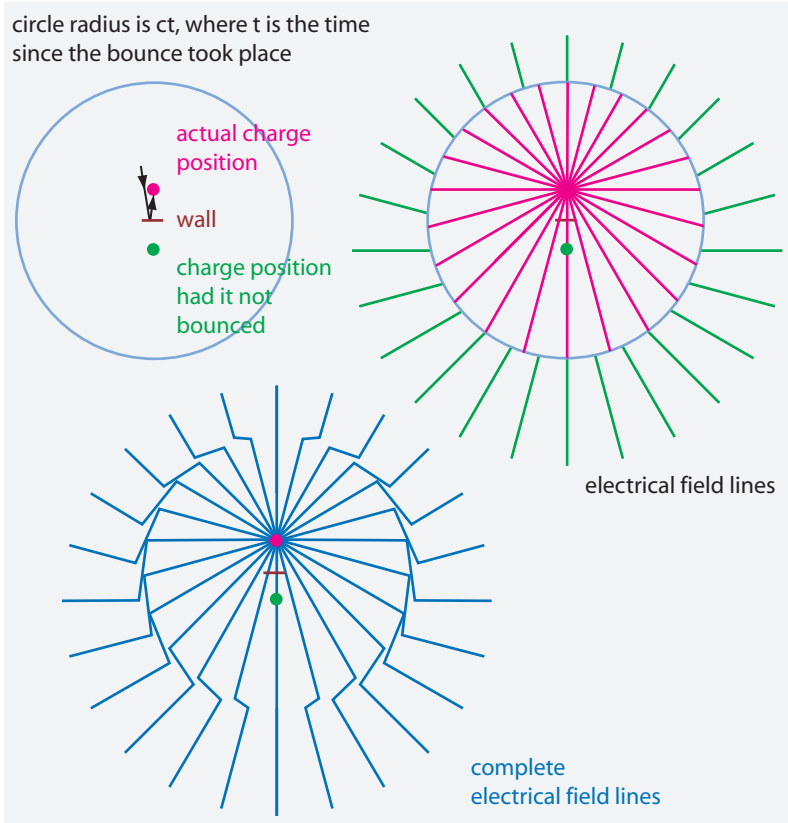 circle radius is ct, where t is the time
since the bounce took place
actual charge
position
wall
charge position
had it not
bounced
electrical field lines
complete
electrical field lines